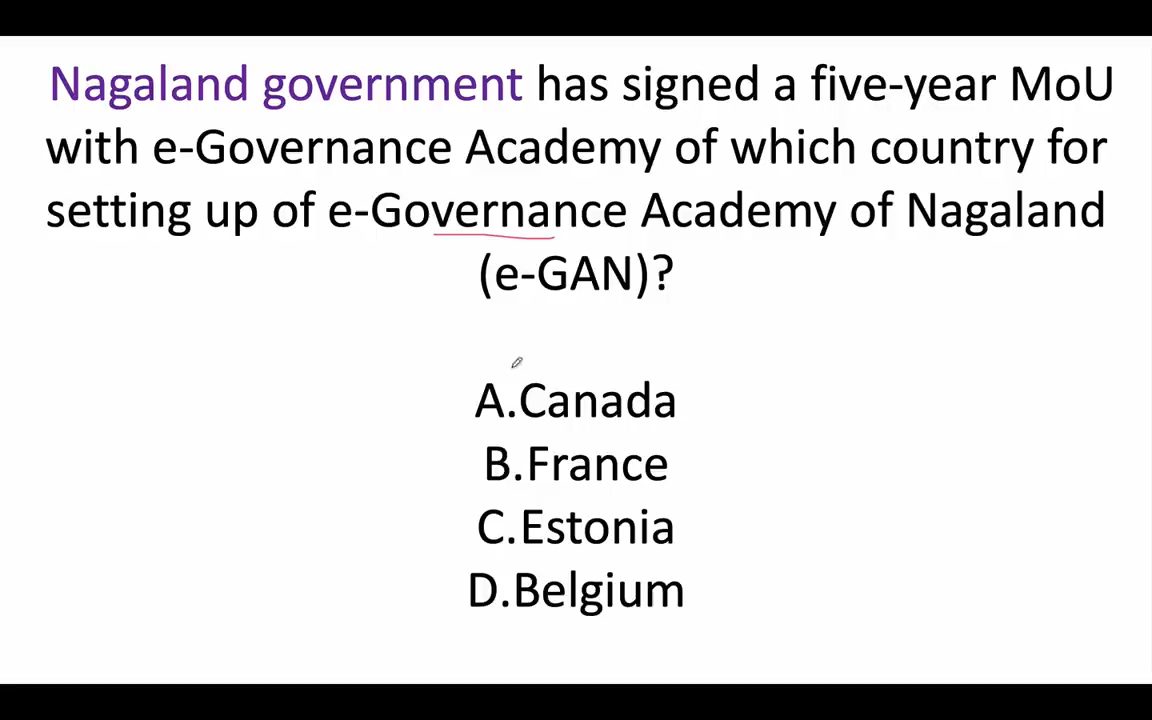 Nagaland government has signed a five-year MoU
with e-Governance Academy of which country for
setting up of e-Governance Academy of Nagaland
(e-GAN)?
A.Canada
B.France
C.Estonia
D.Belgium